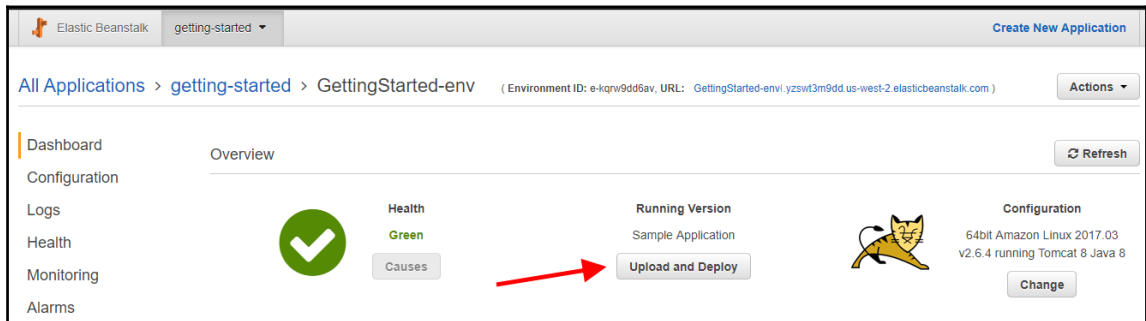 Elastic Beanstalk getting-started Create New Application
All Applications > getting-started > GettingStarted-env ( Environment ID: e-kqrw9dd6av, URL: GettingStarted-envi.yzswt3m9dd.us-west-2.elasticbeanstalk.com ) Actions
Dashboard
Configuration
Logs
Health
Monitoring
Alarms
Overview
Refresh
Health
Green
Causes
Running Version
Sample Application
Upload and Deploy
Configuration
64bit Amazon Linux 2017.03
v2.6.4 running Tomcat 8 Java 8
Change